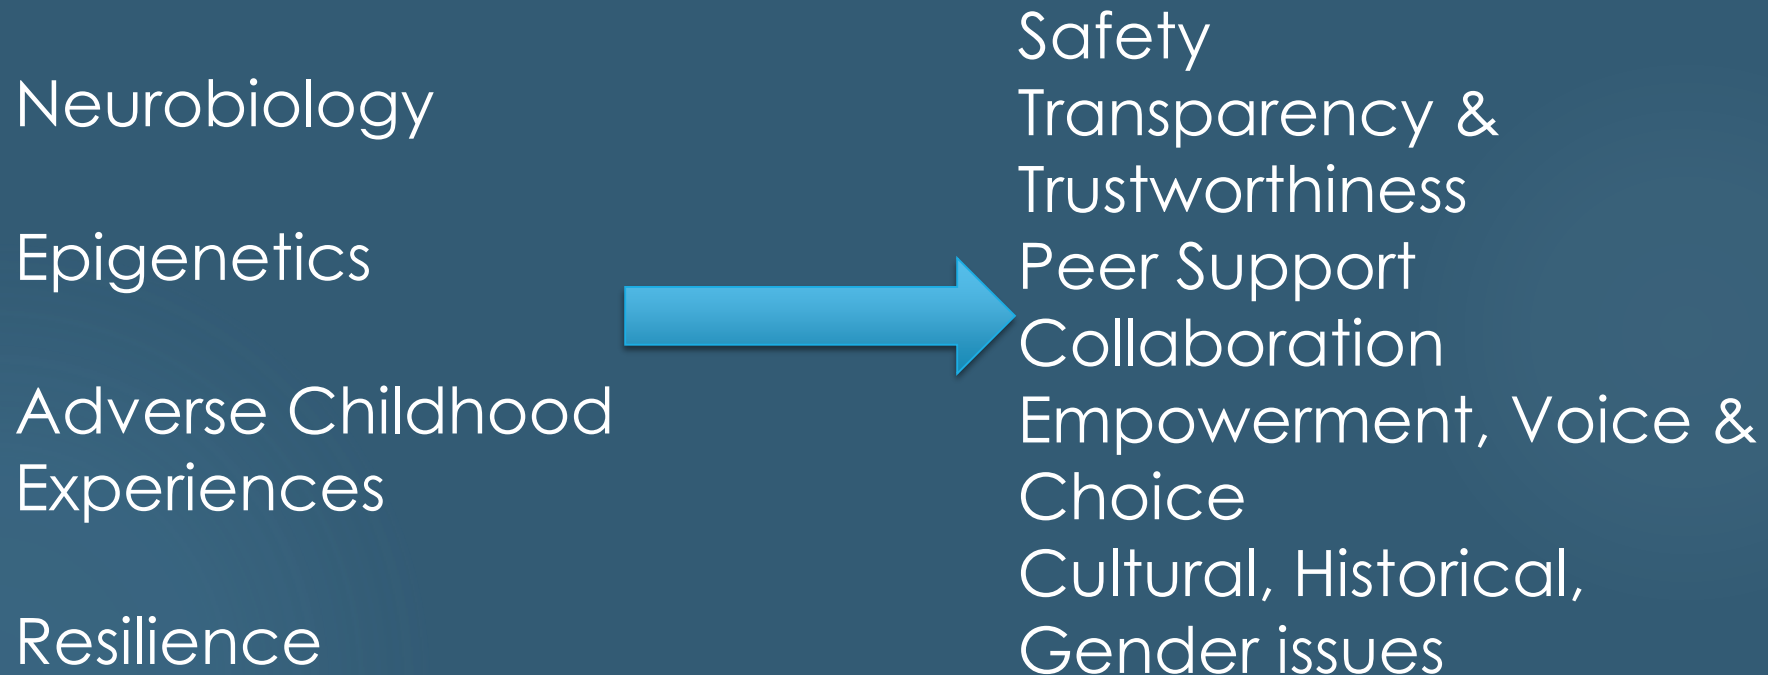 Neurobiology
Epigenetics
Adverse Childhood
Experiences
Resilience
Safety
Transparency &
Trustworthiness
Peer Support
Collaboration
Empowerment, Voice &
Choice
Cultural, Historical,
Gender issues